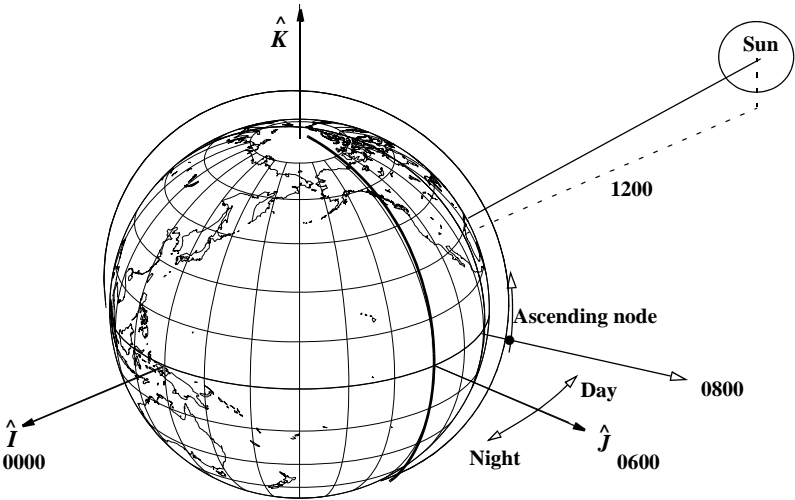 K̂
Sun
1200
Ascending node
0800
Day
Î
0000
Night
Ĵ
0600